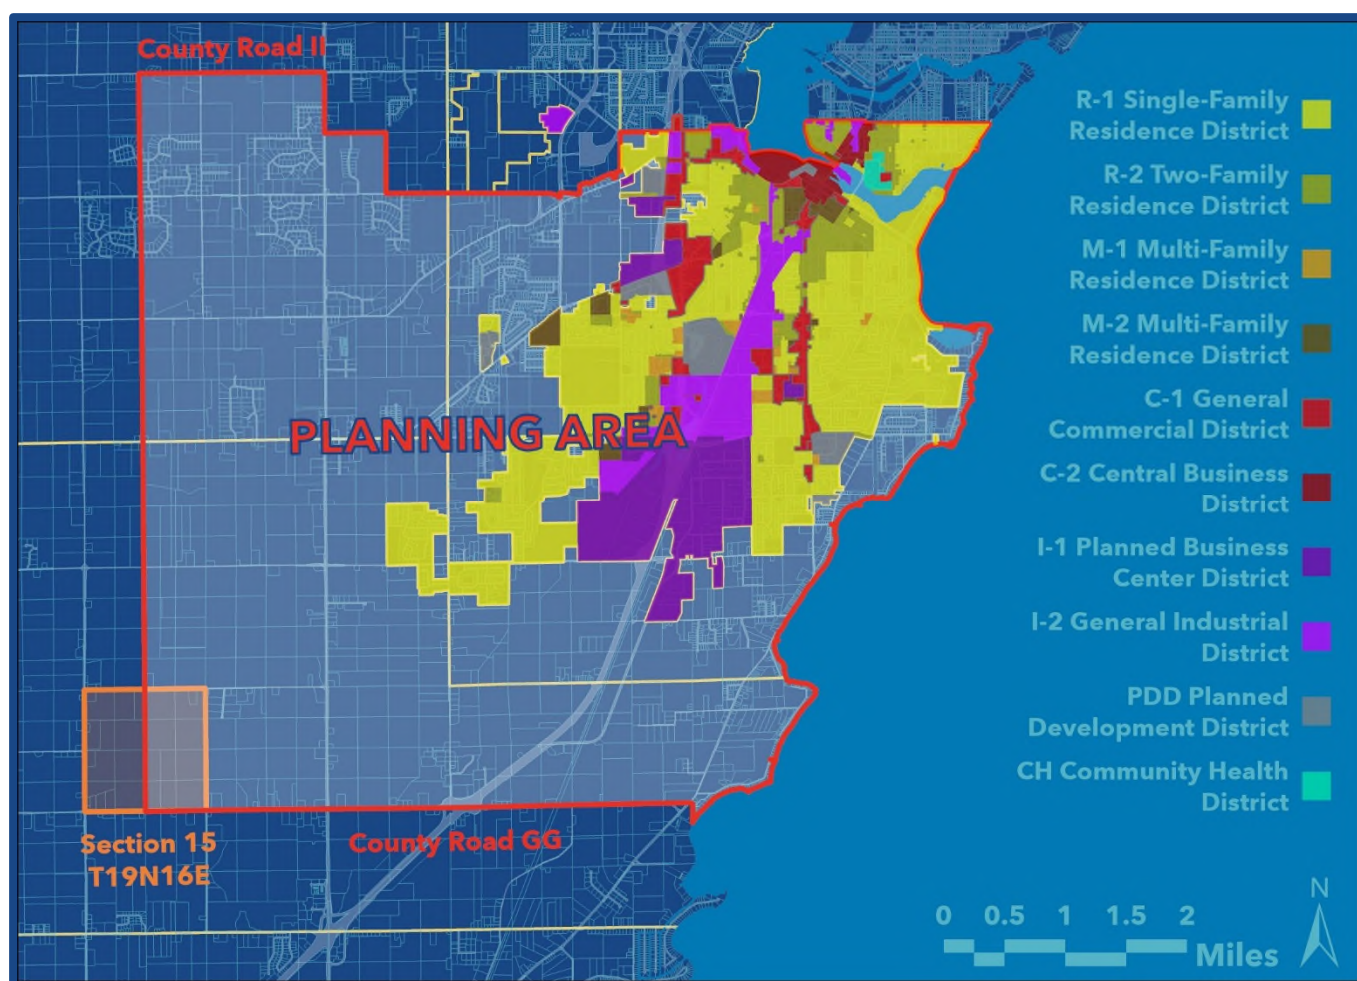 County Road II
R-1 Single-Family
Residence District
R-2 Two-Family
Residence District
M-1 Multi-Family
Residence District
M-2 Multi-Family
Residence District
C-1 General
Commercial District
C-2 Central Business
District
I-1 Planned Business
Center District
I-2 General Industrial
District
PDD Planned
Development District
CH Community Health
District
PLANNING AREA
Section 15
T19N16E
County Road GG
N
0 0.5 1 1.5 2
Miles